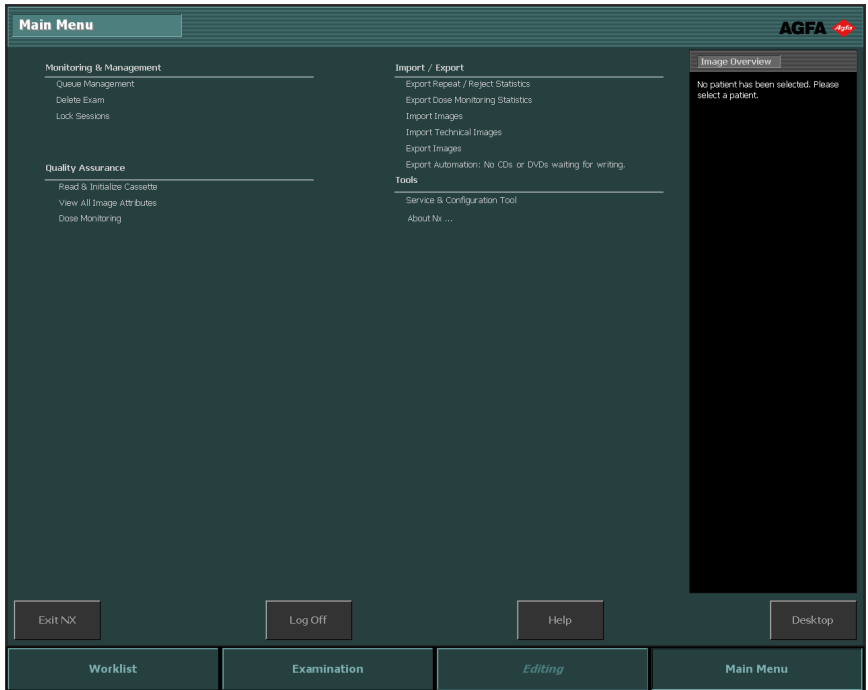 Main Menu
AGFA
Agfa
Monitoring & Management
Queue Management
Delete Exam
Lock Sessions
Quality Assurance
Read & Initialize Cassette
View All Image Attributes
Dose Monitoring
Import / Export
Export Repeat / Reject Statistics
Export Dose Monitoring Statistics
Import Images
Import Technical Images
Export Images
Export Automation: No CDs or DVDs waiting for writing.
Tools
Service & Configuration Tool
About Nx ...
Image Overview
No patient has been selected. Please
select a patient.
Exit NX
Log Off
Help
Desktop
Worklist
Examination
Editing
Main Menu